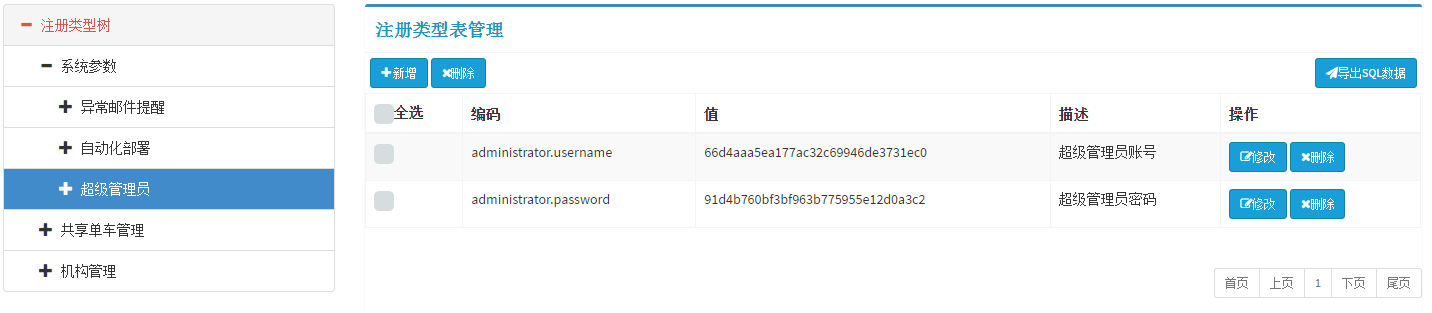 注册类型树
系统参数
异常邮件提醒
自动化部署
超级管理员
共享单车管理
机构管理
注册类型表管理
新增 删除 导出SQL数据
全选 编码 值 描述 操作
administrator.username 66d4aaa5ea177ac32c69946de3731ec0 超级管理员账号 修改 删除
administrator.password 91d4b760bf3bf963b775955e12d0a3c2 超级管理员密码 修改 删除
首页 上页 1 下页 尾页